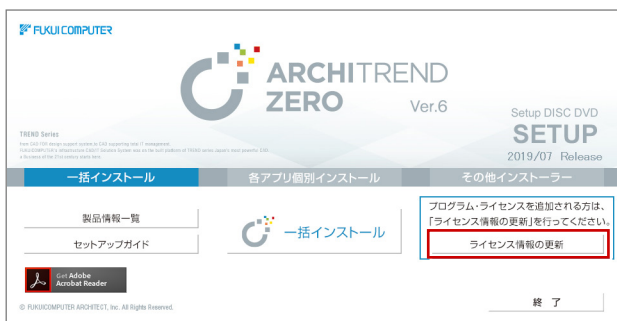 FUKUI COMPUTER
ARCHITREND
ZERO
Ver.6
Setup DISC DVD
SETUP
2019/07 Release
TREND Series
一括インストール
各アプリ個別インストール
その他インストーラー
製品情報一覧
セットアップガイド
一括インストール
プログラム・ライセンスを追加される方は、
「ライセンス情報の更新」を行ってください。
ライセンス情報の更新
Get Adobe
Acrobat Reader
© FUKUICOMPUTER ARCHITECT, Inc. All Rights Reserved.
終 了